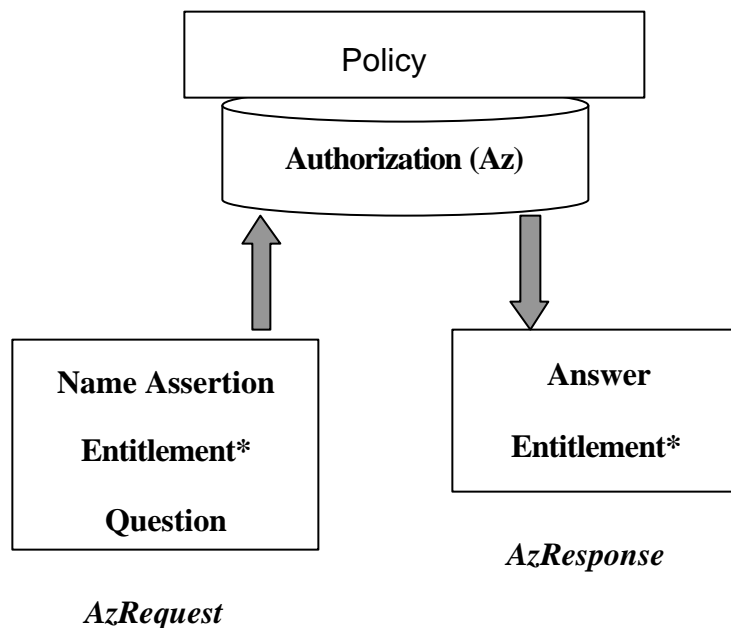 Policy
Authorization (Az)
Name Assertion
Entitlement*
Question
AzRequest
Answer
Entitlement*
AzResponse